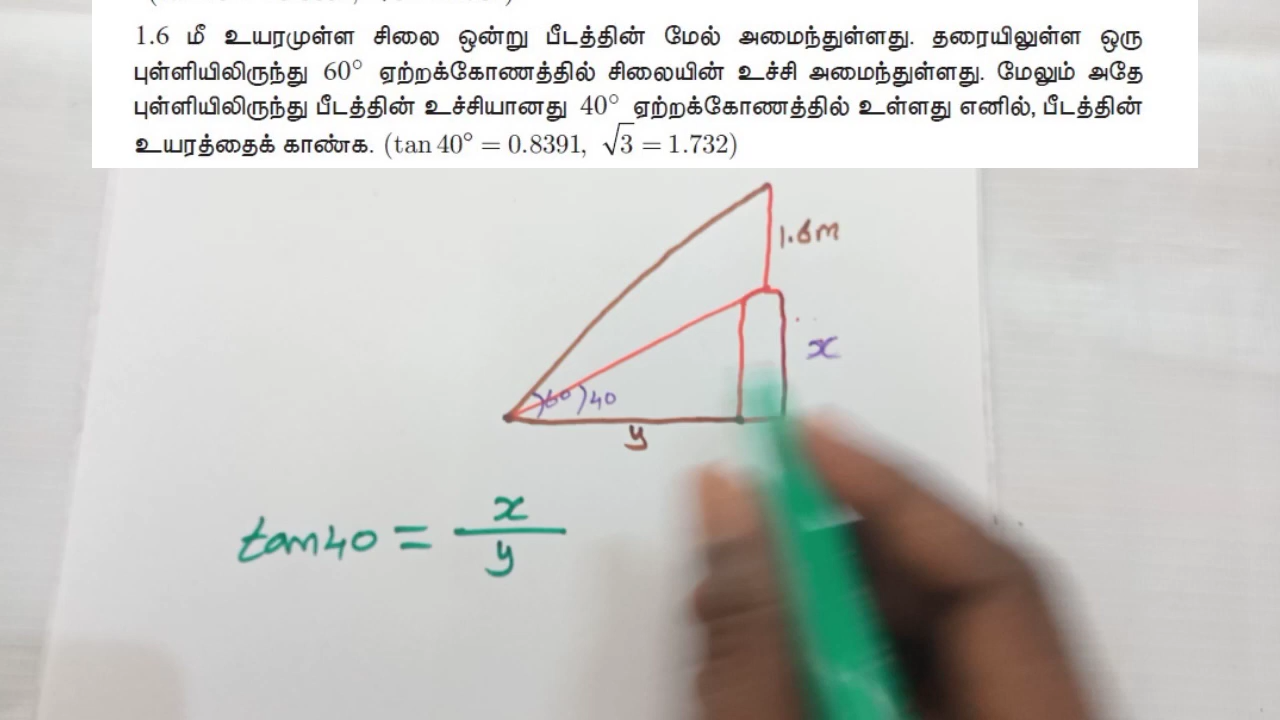 1.6 மீ உயரமுள்ள சிலை ஒன்று பீடத்தின் மேல் அமைந்துள்ளது. தரையிலுள்ள ஒரு
புள்ளியிலிருந்து 60° ஏற்றக்கோணத்தில் சிலையின் உச்சி அமைந்துள்ளது. மேலும் அதே
புள்ளியிலிருந்து பீடத்தின் உச்சியானது 40° ஏற்றக்கோணத்தில் உள்ளது எனில், பீடத்தின்
உயரத்தைக் காண்க. (tan 40° = 0.8391, √3 = 1.732)
1.6m
x
60 40
y
tan40 = x/y